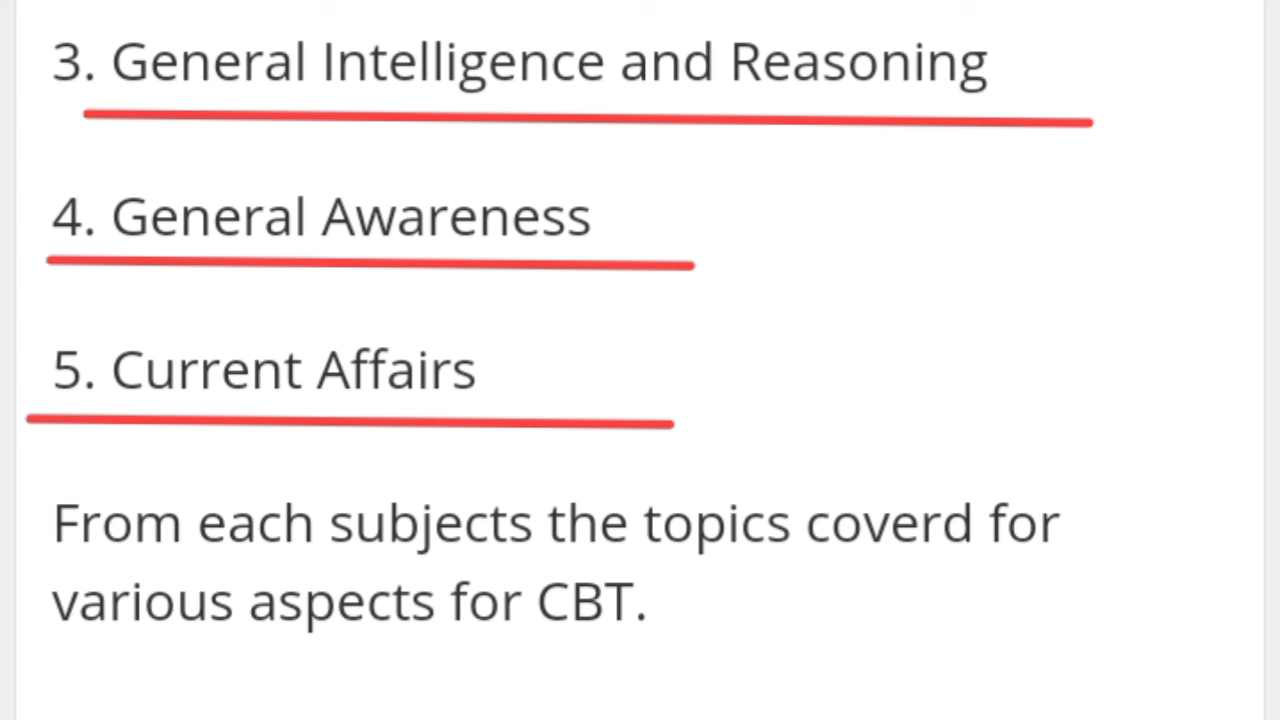 3. General Intelligence and Reasoning
4. General Awareness
5. Current Affairs
From each subjects the topics coverd for
various aspects for CBT.